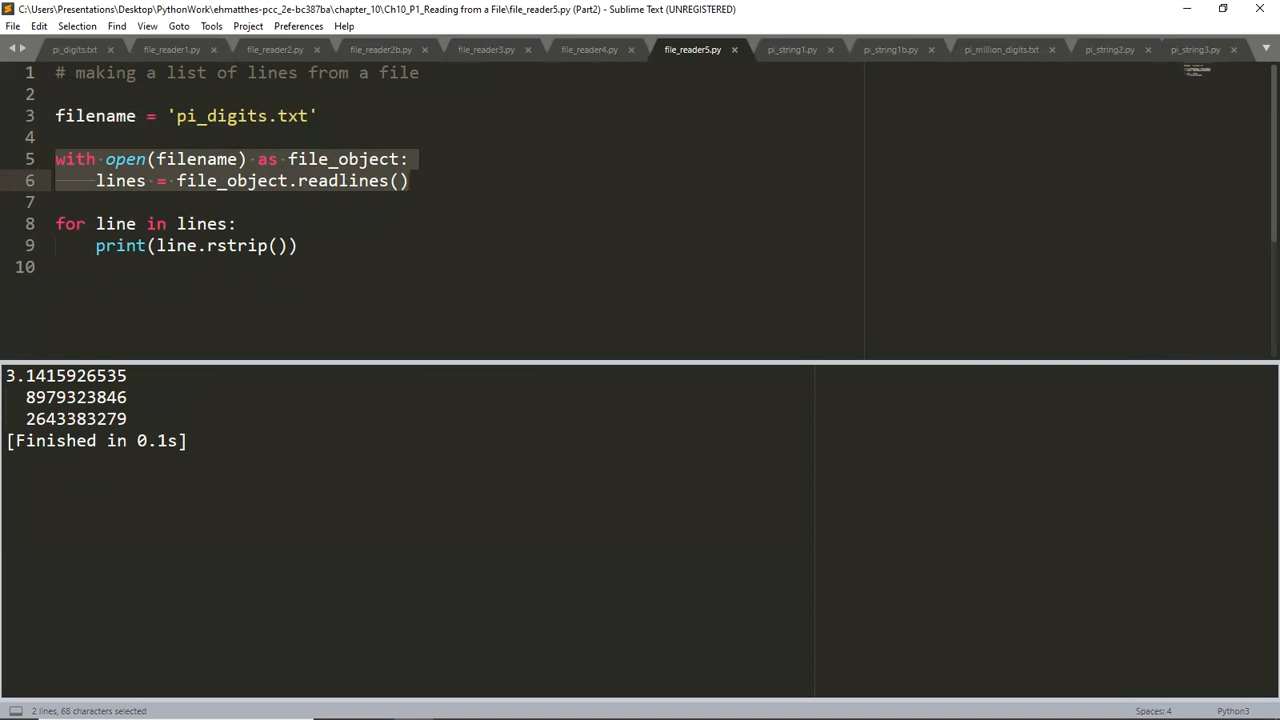 C:\Users\Presentations\Desktop\PythonWork\ehmatthes-pcc_2e-bc387ba\chapter_10\Ch10_P1_Reading from a File\file_reader5.py (Part2) - Sublime Text (UNREGISTERED)
File Edit Selection Find View Goto Tools Project Preferences Help
pi_digits.txt file_reader1.py file_reader2.py file_reader2b.py file_reader3.py file_reader4.py file_reader5.py pi_string1.py pi_string1b.py pi_million_digits.txt pi_string2.py pi_string3.py
1 # making a list of lines from a file
2
3 filename = 'pi_digits.txt'
4
5 with open(filename) as file_object:
6     lines = file_object.readlines()
7
8 for line in lines:
9     print(line.rstrip())
10
3.1415926535
  8979323846
  2643383279
[Finished in 0.1s]
2 lines, 68 characters selected Spaces: 4 Python3